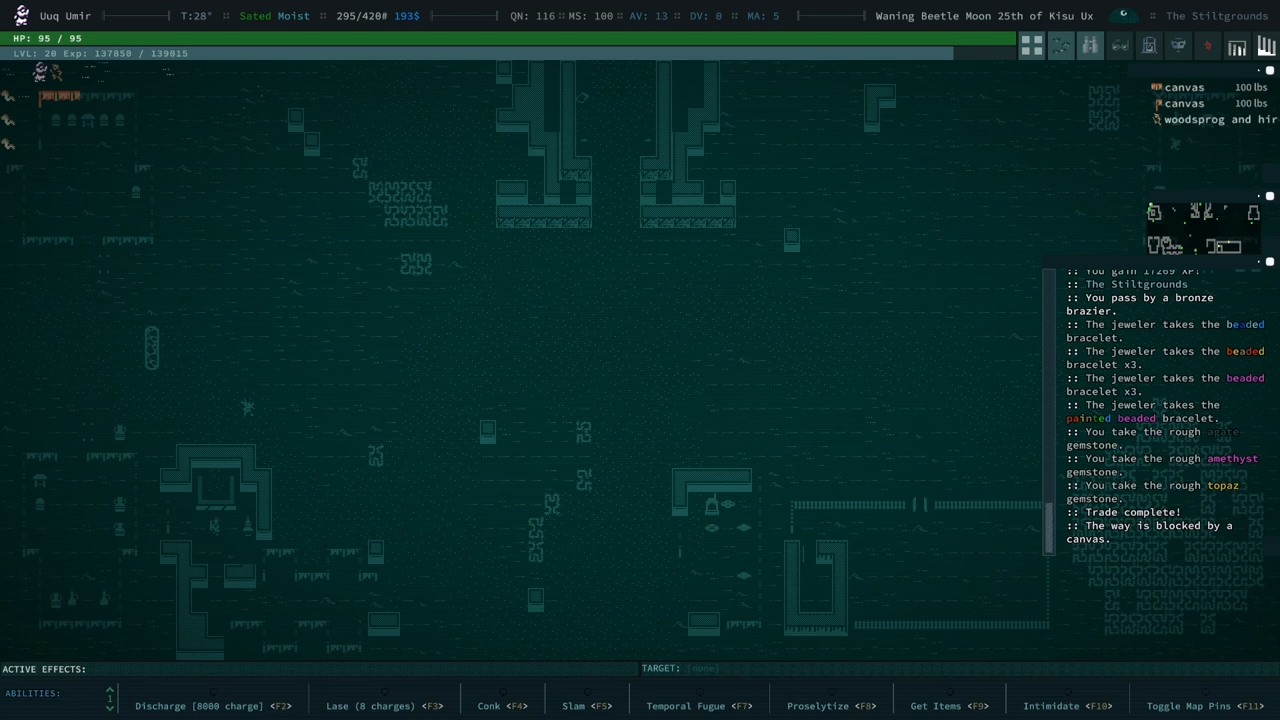 Uuq Umir
T:28° :: Sated Moist :: 295/420# 193$
QN: 116 :: MS: 100 :: AV: 13 :: DV: 0 :: MA: 5
Waning Beetle Moon 25th of Kisu Ux
:: The Stiltgrounds
HP: 95 / 95
LVL: 20 Exp: 137850 / 139015
canvas 100 lbs
canvas 100 lbs
woodsprog and hir
:: You gain 17269 XP!
:: The Stiltgrounds
:: You pass by a bronze
brazier.
:: The jeweler takes the beaded
bracelet.
:: The jeweler takes the beaded
bracelet x3.
:: The jeweler takes the beaded
bracelet x3.
:: The jeweler takes the
painted beaded bracelet.
:: You take the rough agate
gemstone.
:: You take the rough amethyst
gemstone.
:: You take the rough topaz
gemstone.
:: Trade complete!
:: The way is blocked by a
canvas.
ACTIVE EFFECTS:
TARGET: [none]
ABILITIES:
1
Discharge [8000 charge] <F2>
Lase (8 charges) <F3>
Conk <F4>
Slam <F5>
Temporal Fugue <F7>
Proselytize <F8>
Get Items <F9>
Intimidate <F10>
Toggle Map Pins <F11>